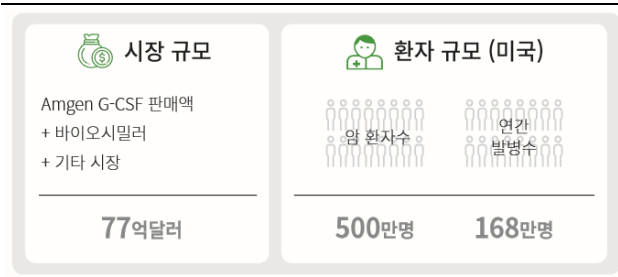 시장 규모
Amgen G-CSF 판매액
+ 바이오시밀러
+ 기타 시장
77억달러
환자 규모 (미국)
암 환자수
연간
발병수
500만명
168만명